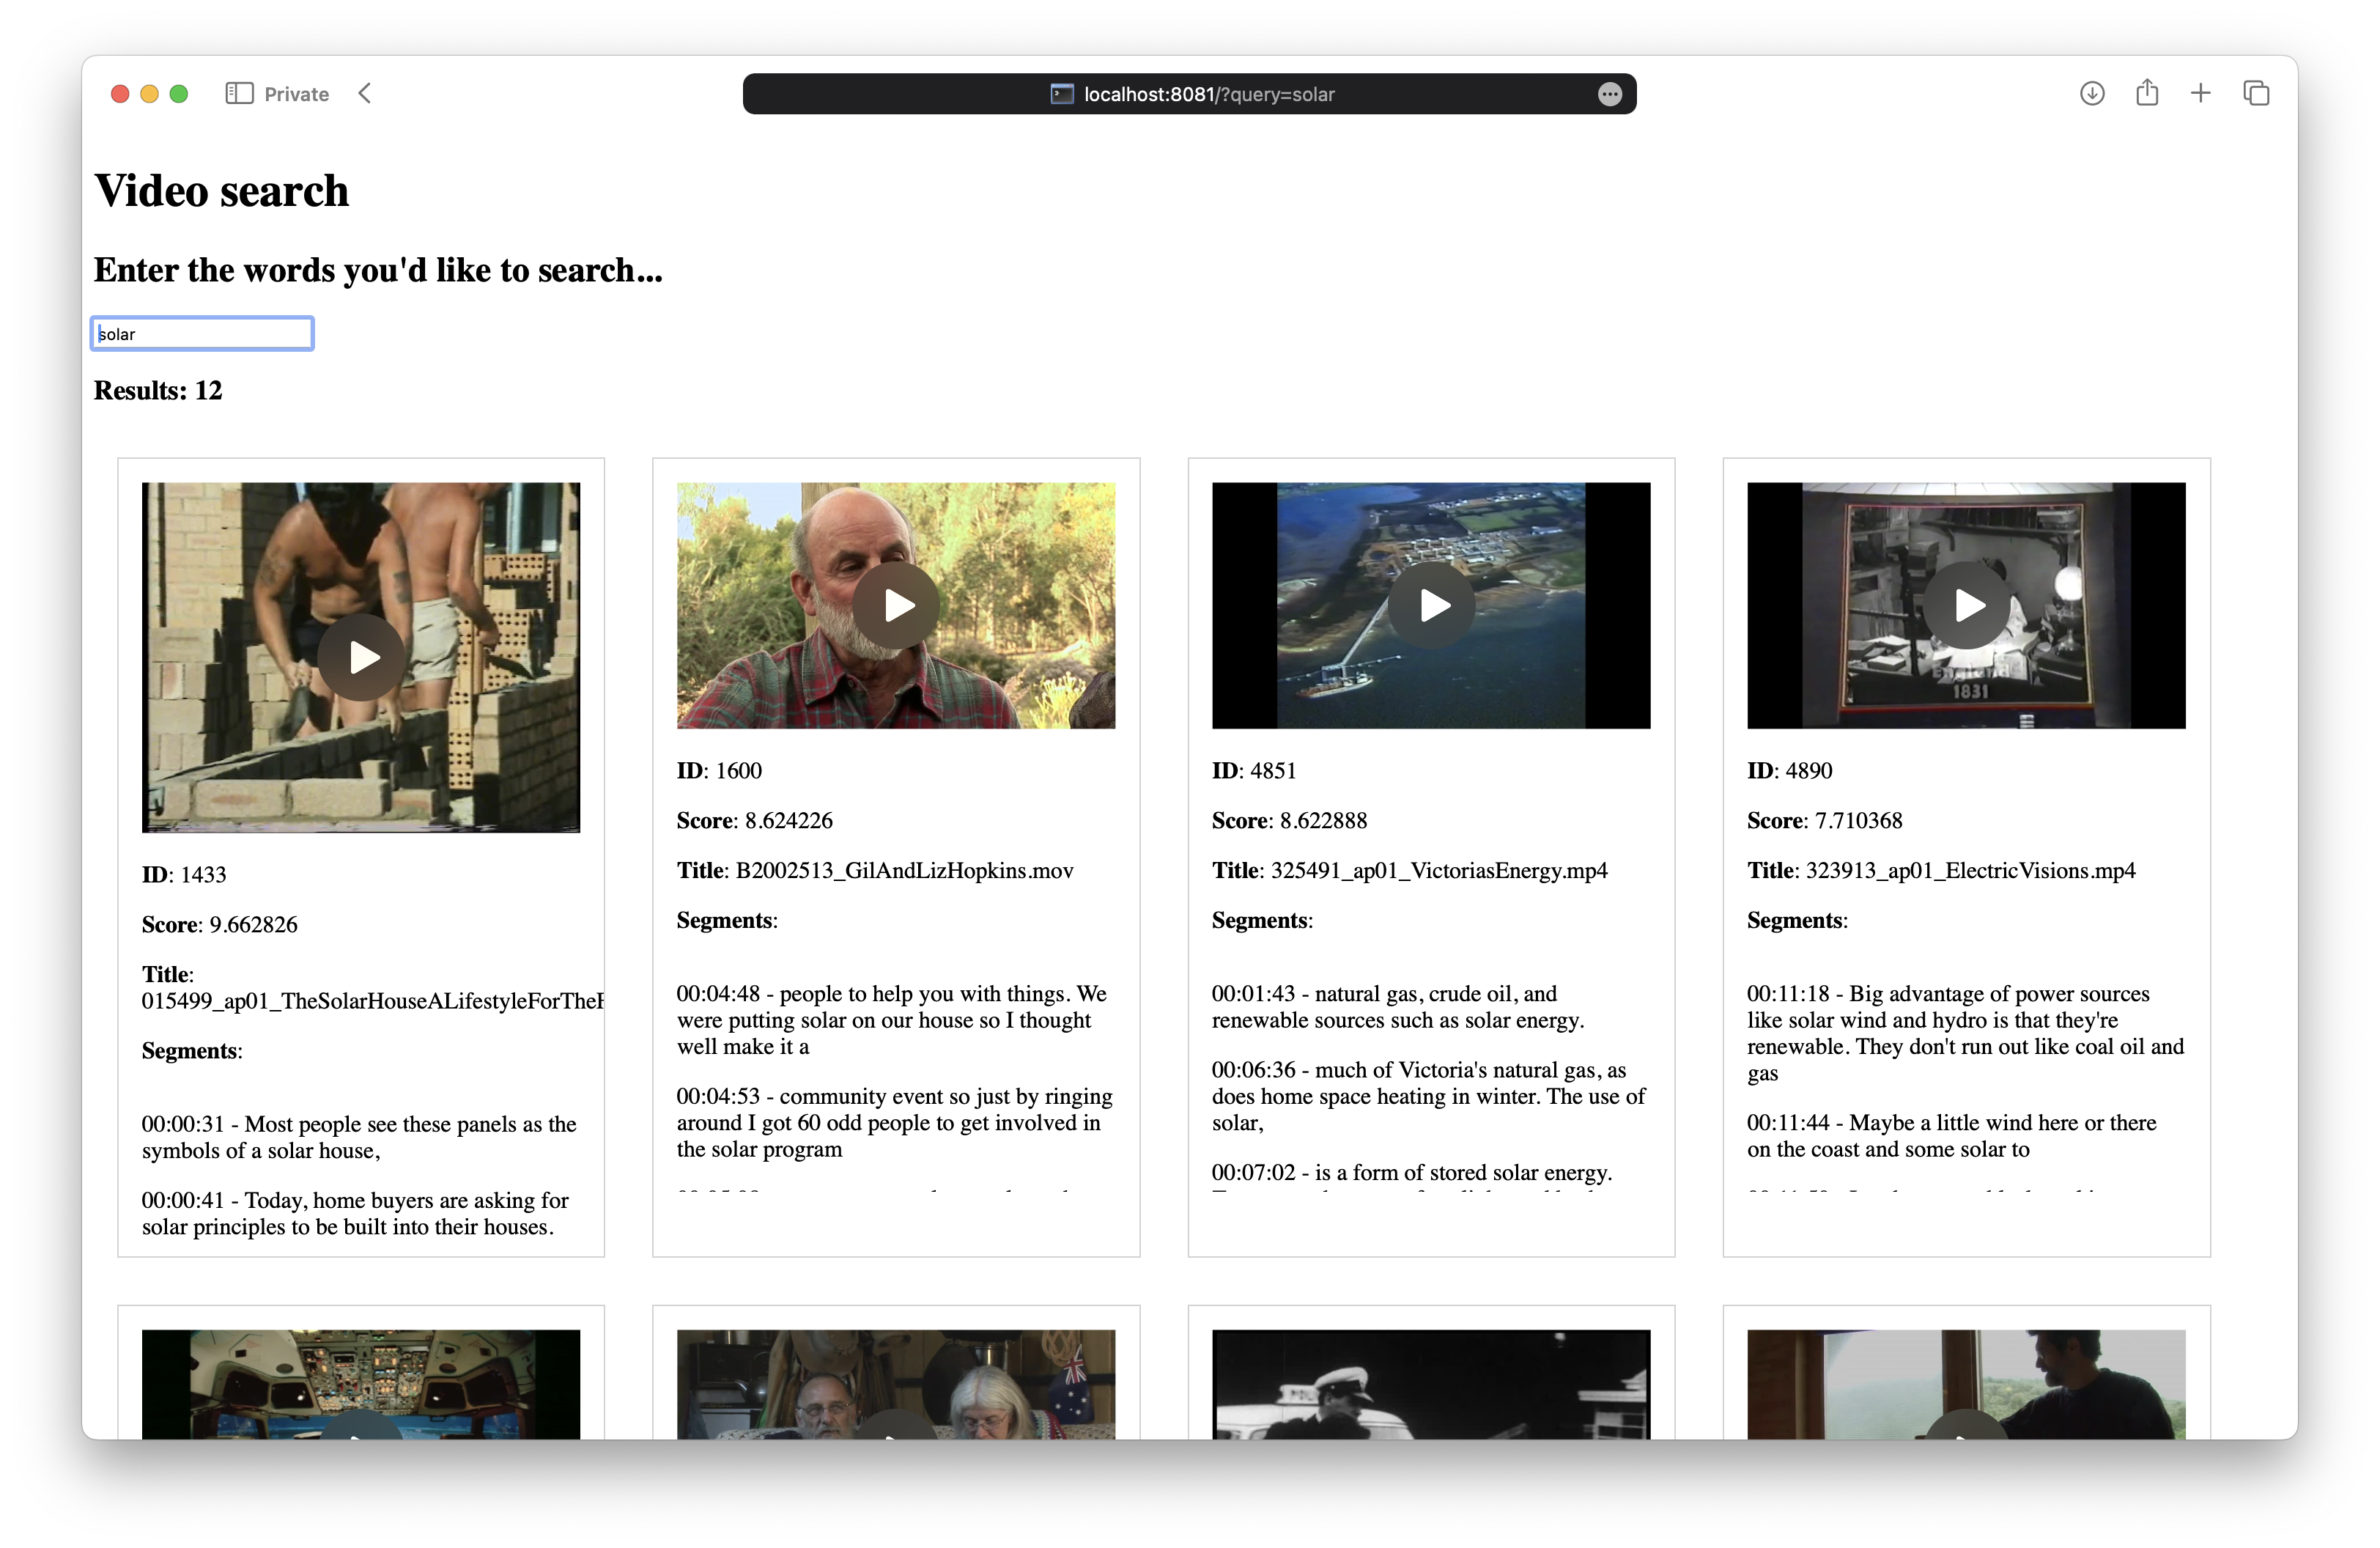 Private
localhost:8081/?query=solar
Video search
Enter the words you'd like to search...
solar
Results: 12
ID: 1433
Score: 9.662826
Title:
015499_ap01_TheSolarHouseALifestyleForTheF
Segments:
00:00:31 - Most people see these panels as the
symbols of a solar house,
00:00:41 - Today, home buyers are asking for
solar principles to be built into their houses.
ID: 1600
Score: 8.624226
Title: B2002513_GilAndLizHopkins.mov
Segments:
00:04:48 - people to help you with things. We
were putting solar on our house so I thought
well make it a
00:04:53 - community event so just by ringing
around I got 60 odd people to get involved in
the solar program
England
1831
ID: 4851
Score: 8.622888
Title: 325491_ap01_VictoriasEnergy.mp4
Segments:
00:01:43 - natural gas, crude oil, and
renewable sources such as solar energy.
00:06:36 - much of Victoria's natural gas, as
does home space heating in winter. The use of
solar,
00:07:02 - is a form of stored solar energy.
ID: 4890
Score: 7.710368
Title: 323913_ap01_ElectricVisions.mp4
Segments:
00:11:18 - Big advantage of power sources
like solar wind and hydro is that they're
renewable. They don't run out like coal oil and
gas
00:11:44 - Maybe a little wind here or there
on the coast and some solar to